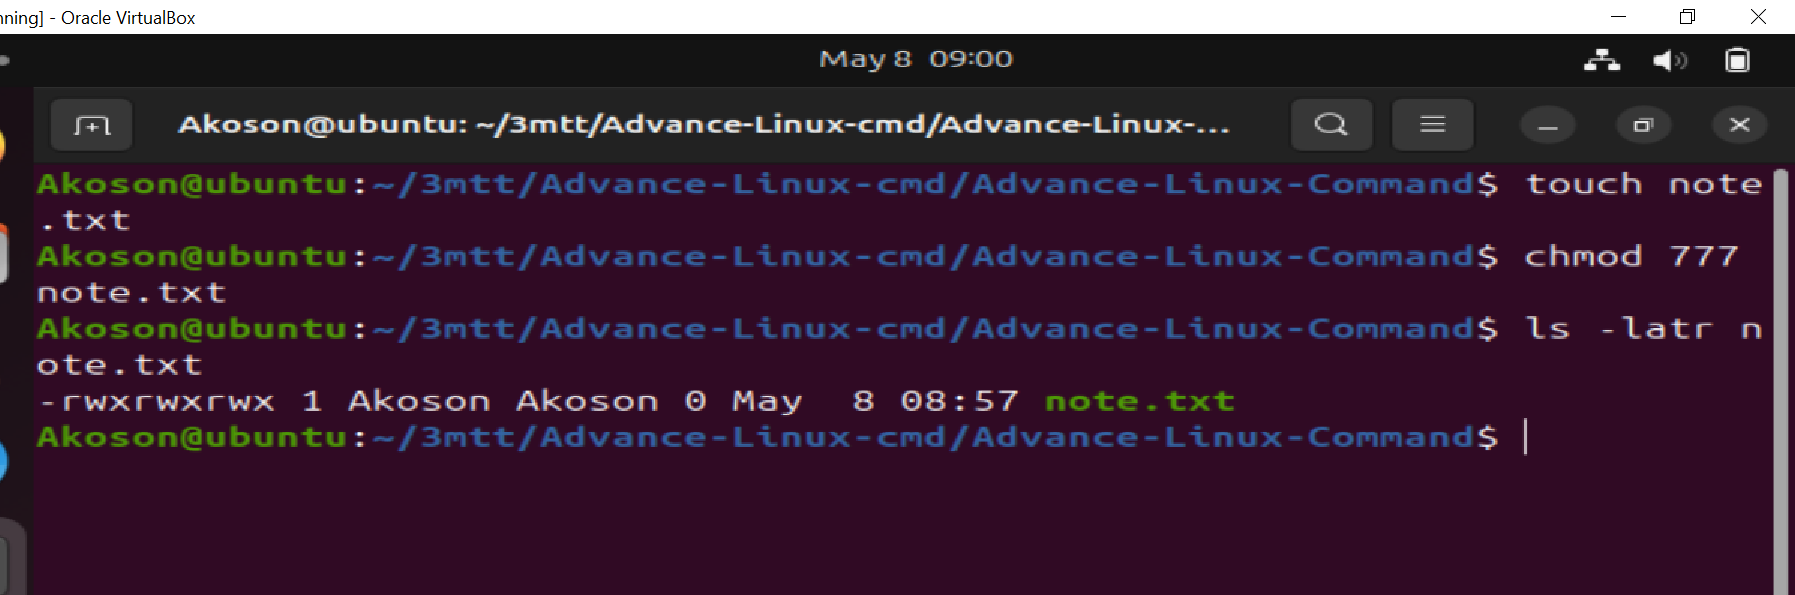 nning] - Oracle VirtualBox
May 8 09:00
Akoson@ubuntu: ~/3mtt/Advance-Linux-cmd/Advance-Linux-...
Akoson@ubuntu:~/3mtt/Advance-Linux-cmd/Advance-Linux-Command$ touch note
.txt
Akoson@ubuntu:~/3mtt/Advance-Linux-cmd/Advance-Linux-Command$ chmod 777
note.txt
Akoson@ubuntu:~/3mtt/Advance-Linux-cmd/Advance-Linux-Command$ ls -latr n
ote.txt
-rwxrwxrwx 1 Akoson Akoson 0 May  8 08:57 note.txt
Akoson@ubuntu:~/3mtt/Advance-Linux-cmd/Advance-Linux-Command$